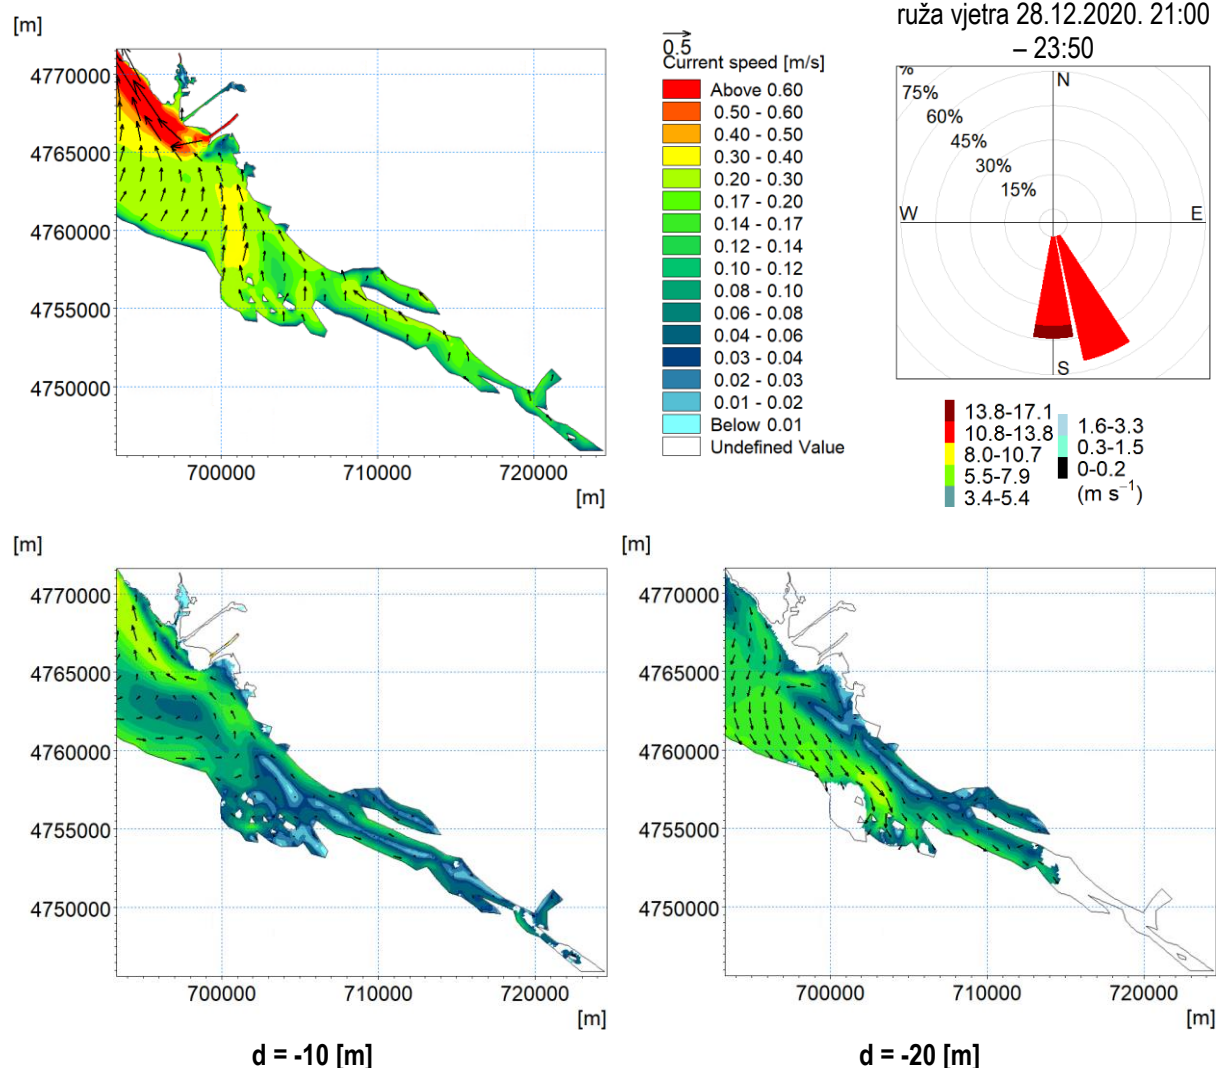 [m]
4770000
4765000
4760000
4755000
4750000
700000
710000
720000
[m]
0.5
Current speed [m/s]
Above 0.60
0.50 - 0.60
0.40 - 0.50
0.30 - 0.40
0.20 - 0.30
0.17 - 0.20
0.14 - 0.17
0.12 - 0.14
0.10 - 0.12
0.08 - 0.10
0.06 - 0.08
0.04 - 0.06
0.03 - 0.04
0.02 - 0.03
0.01 - 0.02
Below 0.01
Undefined Value
ruža vjetra 28.12.2020. 21:00
– 23:50
%
75%
60%
45%
30%
15%
N
W
E
S
13.8-17.1
10.8-13.8
8.0-10.7
5.5-7.9
3.4-5.4
1.6-3.3
0.3-1.5
0-0.2
(m s⁻¹)
[m]
4770000
4765000
4760000
4755000
4750000
700000
710000
720000
[m]
d = -10 [m]
[m]
4770000
4765000
4760000
4755000
4750000
700000
710000
720000
[m]
d = -20 [m]